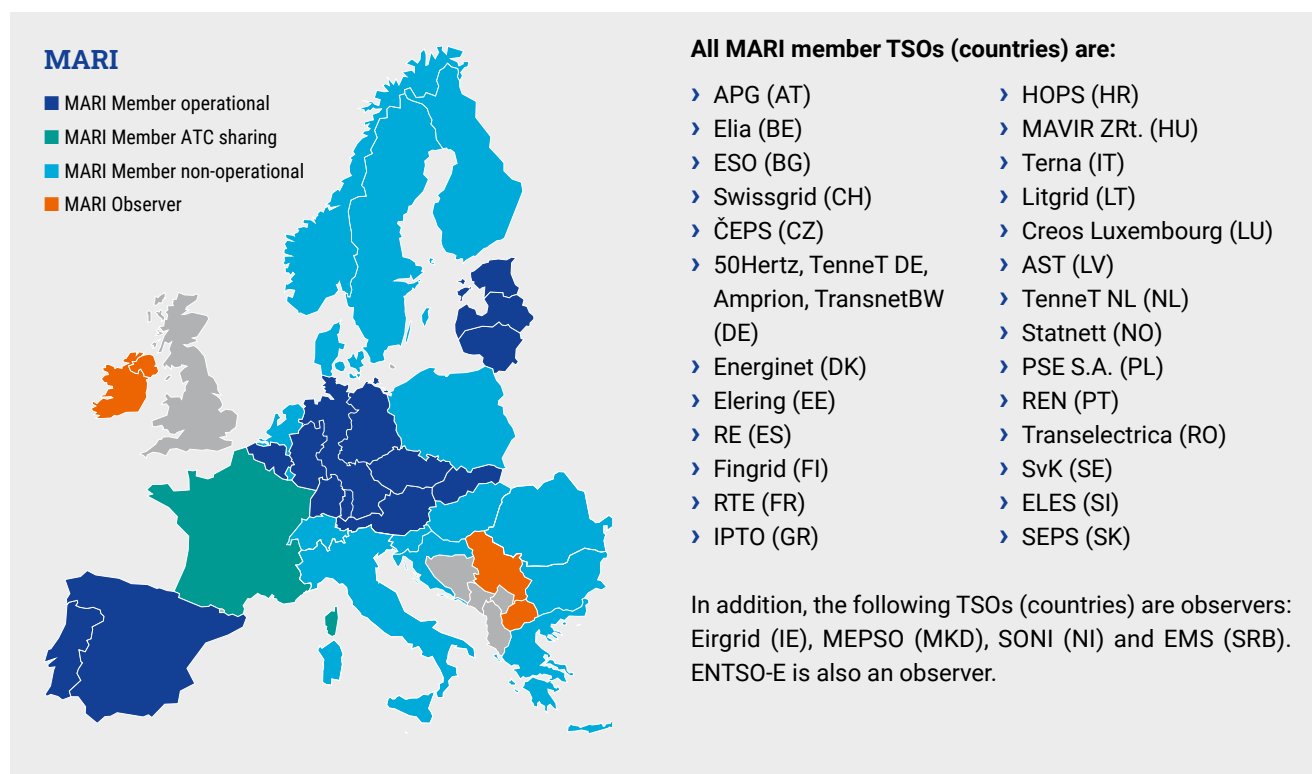 MARI
MARI Member operational
MARI Member ATC sharing
MARI Member non-operational
MARI Observer
All MARI member TSOs (countries) are:
› APG (AT)
› Elia (BE)
› ESO (BG)
› Swissgrid (CH)
› ČEPS (CZ)
› 50Hertz, TenneT DE,
Amprion, TransnetBW
(DE)
› Energinet (DK)
› Elering (EE)
› RE (ES)
› Fingrid (FI)
› RTE (FR)
› IPTO (GR)
› HOPS (HR)
› MAVIR ZRt. (HU)
› Terna (IT)
› Litgrid (LT)
› Creos Luxembourg (LU)
› AST (LV)
› TenneT NL (NL)
› Statnett (NO)
› PSE S.A. (PL)
› REN (PT)
› Transelectrica (RO)
› SvK (SE)
› ELES (SI)
› SEPS (SK)
In addition, the following TSOs (countries) are observers:
Eirgrid (IE), MEPSO (MKD), SONI (NI) and EMS (SRB).
ENTSO-E is also an observer.